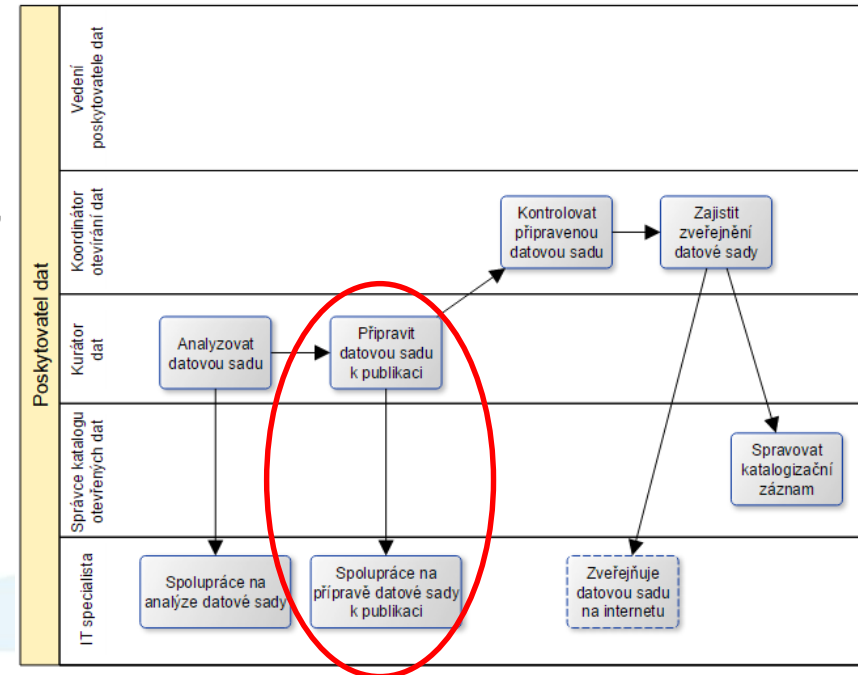 Poskytovatel dat
Vedení
poskytovatele dat
Koordinátor
otevírání dat
Kontrolovat
připravenou
datovou sadu
Zajistit
zveřejnění
datové sady
Kurátor
dat
Analyzovat
datovou sadu
Připravit
datovou sadu
k publikaci
Správce katalogu
otevřených dat
Spravovat
katalogizační
záznam
IT specialista
Spolupráce na
analýze datové sady
Spolupráce na
přípravě datové sady
k publikaci
Zveřejňuje
datovou sadu
na internetu